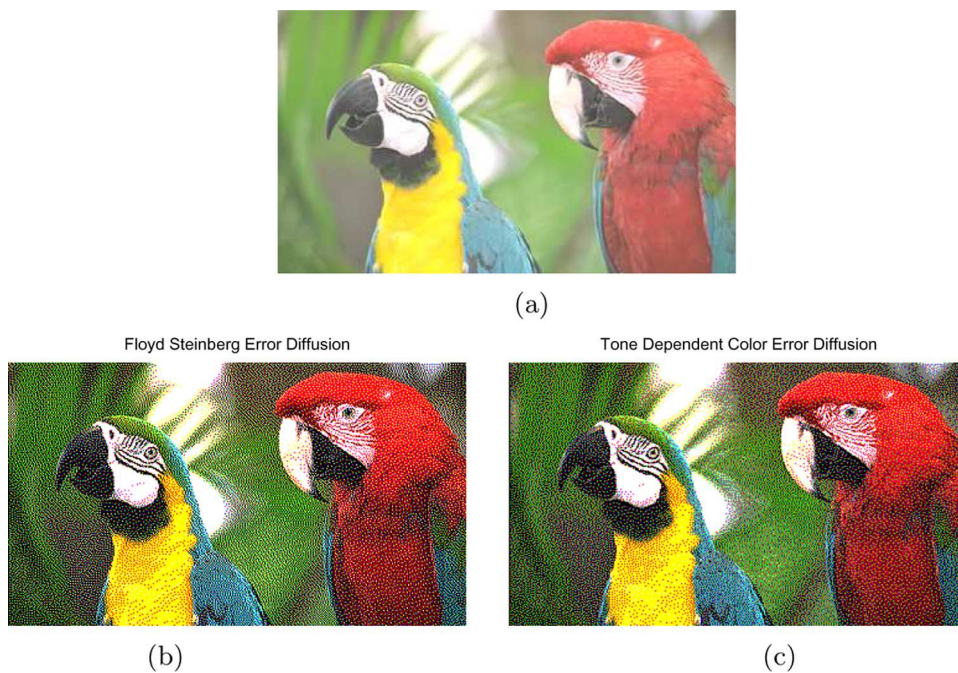 (a)
Floyd Steinberg Error Diffusion
Tone Dependent Color Error Diffusion
(b)
(c)